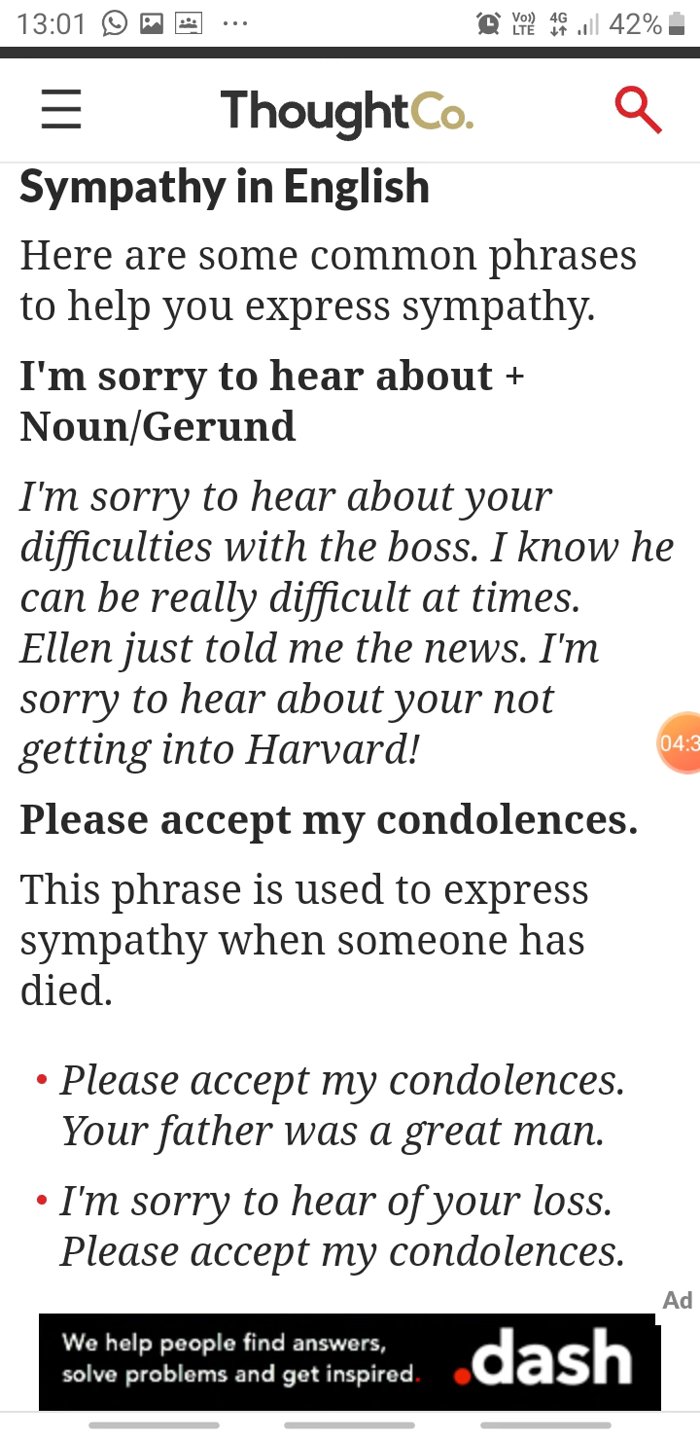 13:01
Vo)) LTE 4G 42%
ThoughtCo.
Sympathy in English
Here are some common phrases
to help you express sympathy.
I'm sorry to hear about +
Noun/Gerund
I'm sorry to hear about your
difficulties with the boss. I know he
can be really difficult at times.
Ellen just told me the news. I'm
sorry to hear about your not
getting into Harvard!
04:3
Please accept my condolences.
This phrase is used to express
sympathy when someone has
died.
• Please accept my condolences.
Your father was a great man.
• I'm sorry to hear of your loss.
Please accept my condolences.
Ad
We help people find answers,
solve problems and get inspired.
.dash